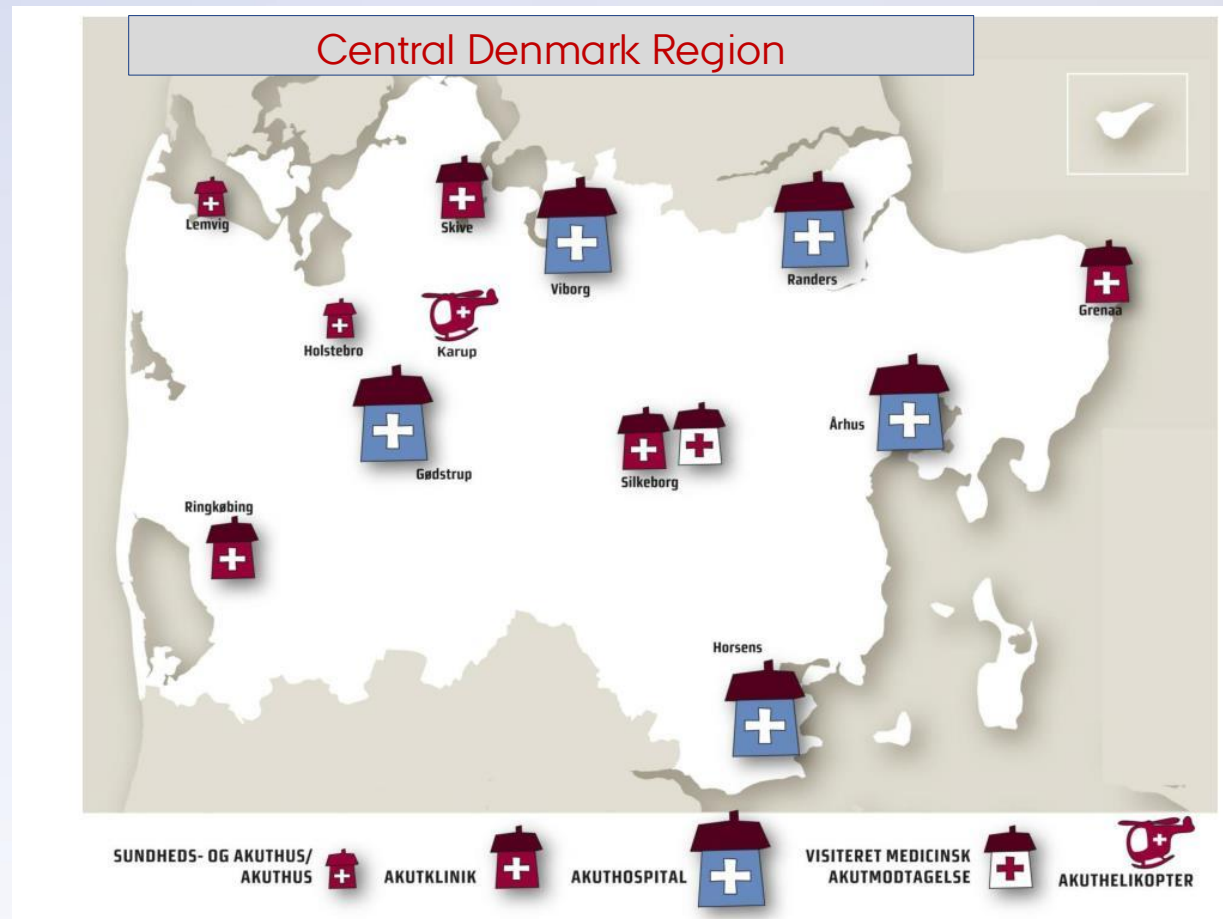 Central Denmark Region
Lemvig
Skive
Viborg
Randers
Grenaa
Holstebro
Karup
Gødstrup
Århus
Silkeborg
Ringkøbing
Horsens
SUNDHEDS- OG AKUTHUS/
AKUTHUS
AKUTKLINIK
AKUTHOSPITAL
VISITERET MEDICINSK
AKUTMODTAGELSE
AKUTHELIKOPTER